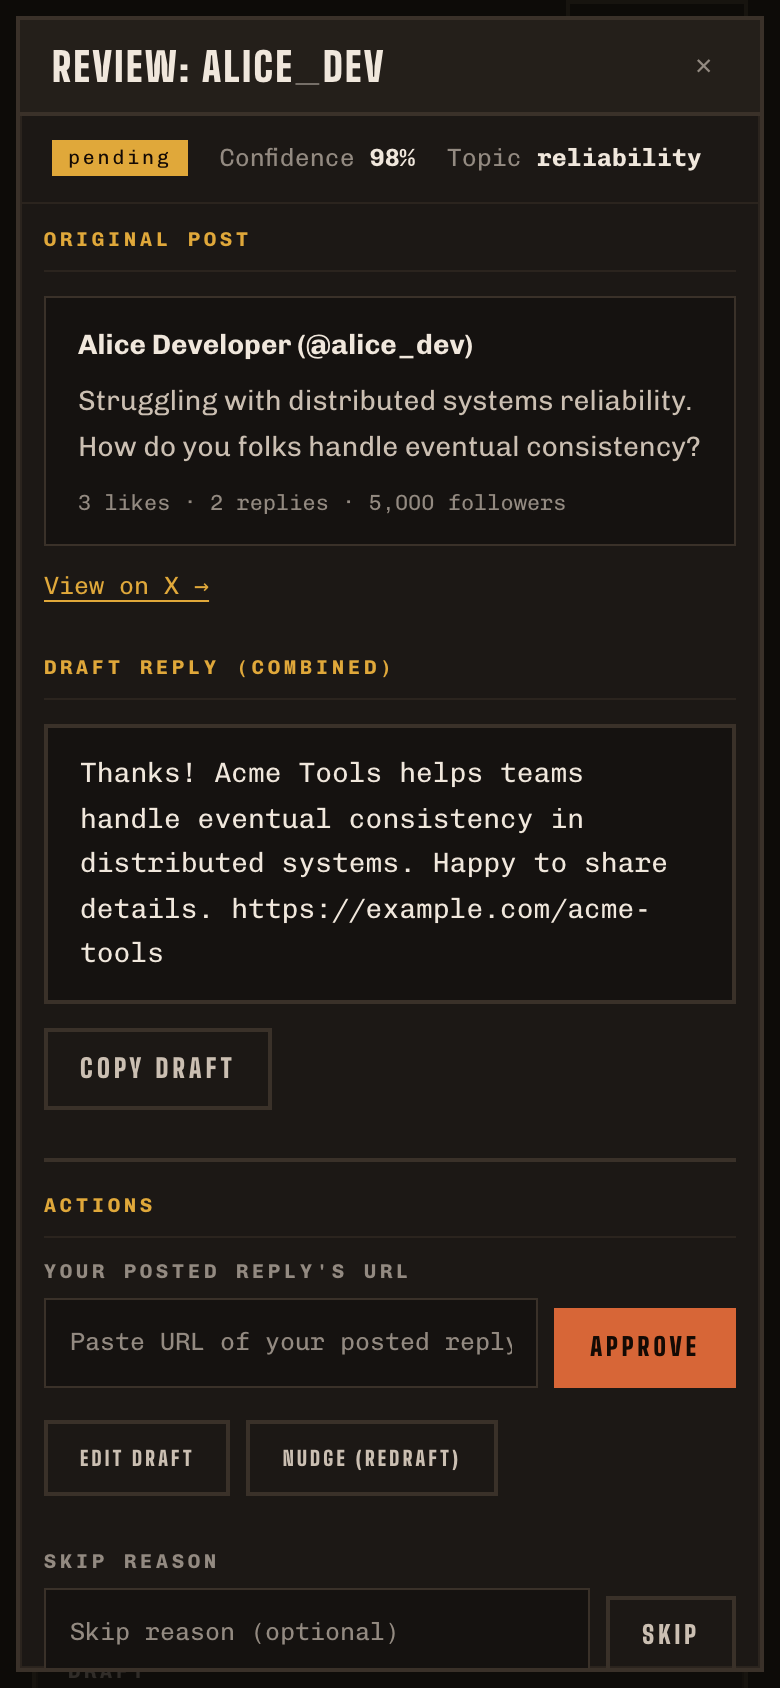 REVIEW: ALICE_DEV
×
pending Confidence 98% Topic reliability
ORIGINAL POST
Alice Developer (@alice_dev)
Struggling with distributed systems reliability.
How do you folks handle eventual consistency?
3 likes · 2 replies · 5,000 followers
View on X →
DRAFT REPLY (COMBINED)
Thanks! Acme Tools helps teams
handle eventual consistency in
distributed systems. Happy to share
details. https://example.com/acme-
tools
COPY DRAFT
ACTIONS
YOUR POSTED REPLY'S URL
Paste URL of your posted reply
APPROVE
EDIT DRAFT
NUDGE (REDRAFT)
SKIP REASON
Skip reason (optional)
SKIP
DRAFT